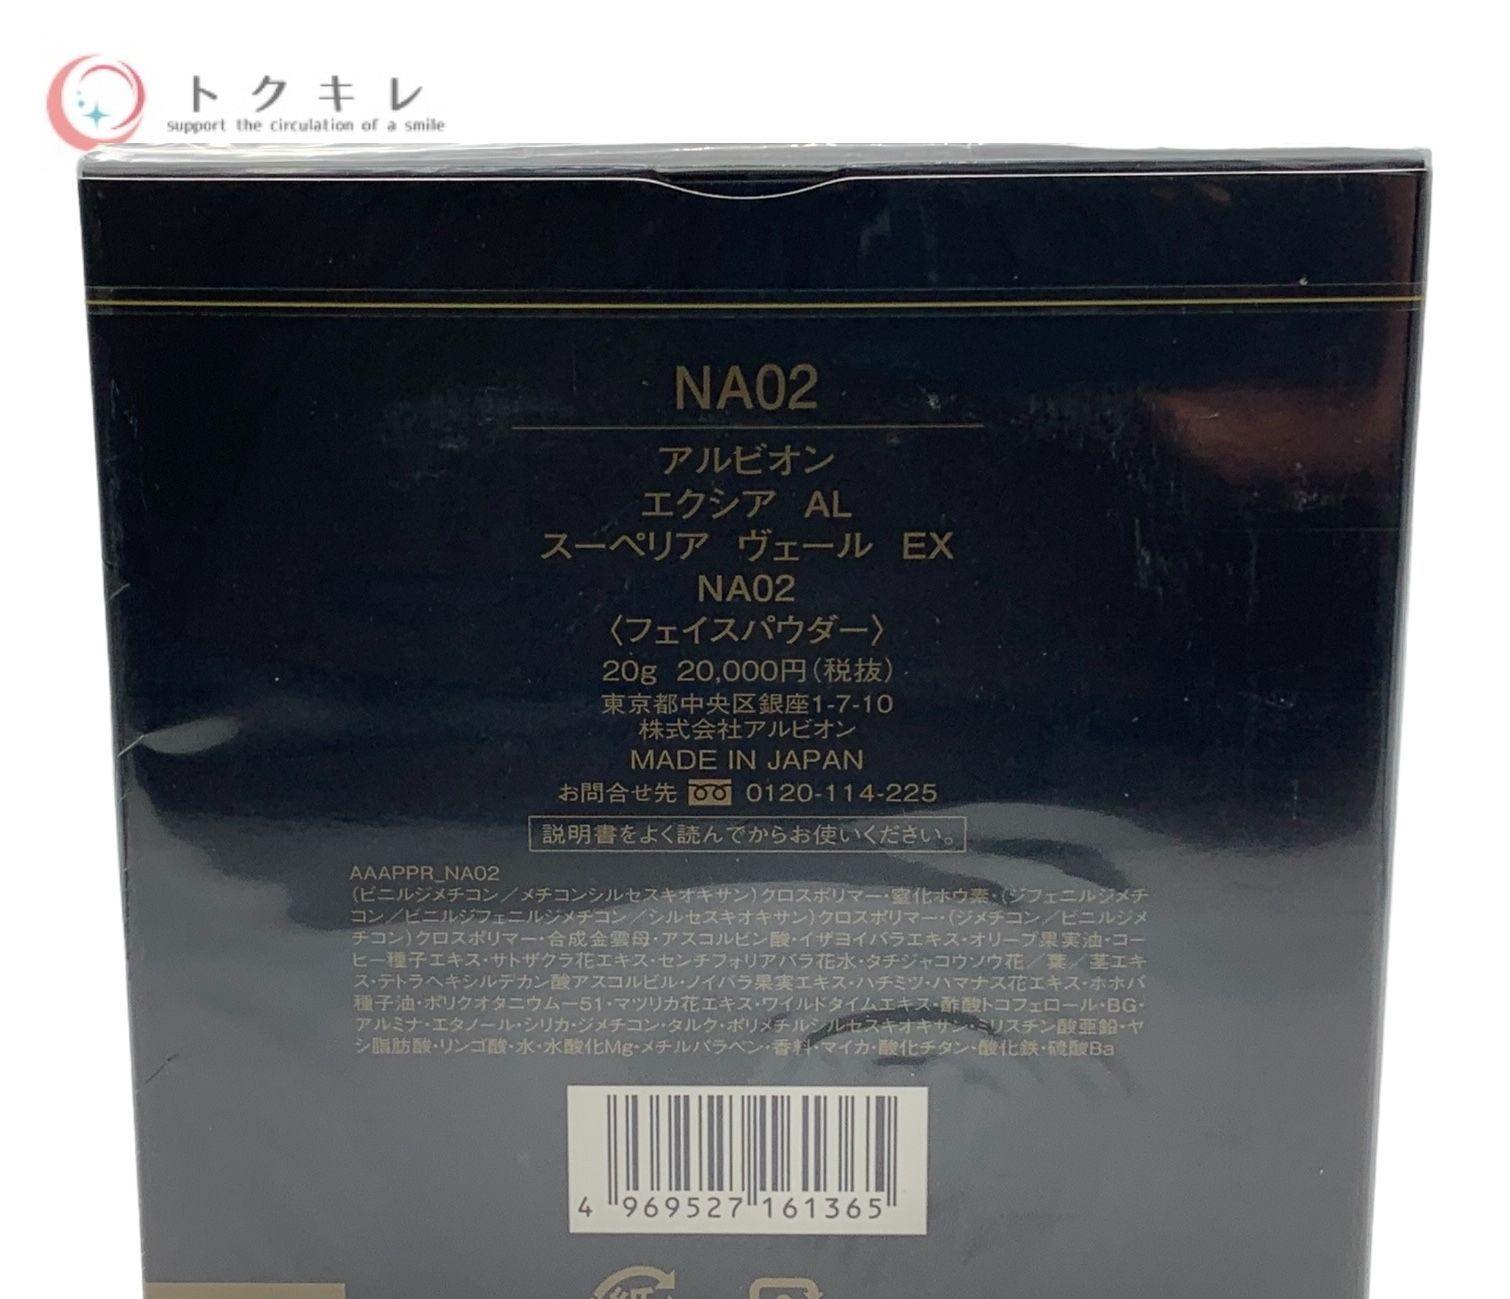 トクキレ
support the circulation of a smile
NA02
アルビオン
エクシア AL
スーペリア ヴェール EX
NA02
〈フェイスパウダー〉
20g 20,000円(税抜)
東京都中央区銀座1-7-10
株式会社アルビオン
MADE IN JAPAN
お問合せ先 0120-114-225
説明書をよく読んでからお使いください。
AAAPPR_NA02
(ビニルジメチコン/メチコンシルセスキオキサン)クロスポリマー・窒化ホウ素・(ジフェニルジメチ
コン/ビニルジフェニルジメチコン/シルセスキオキサン)クロスポリマー・(ジメチコン/ビニルジメ
チコン)クロスポリマー・合成金雲母・アスコルビン酸・イザヨイバラエキス・オリーブ果実油・コー
ヒー種子エキス・サトザクラ花エキス・センチフォリアバラ花水・タチジャコウソウ花/葉/茎エキ
ス・テトラヘキシルデカン酸アスコルビル・ノイバラ果実エキス・ハチミツ・ハマナス花エキス・ホホバ
種子油・ポリクオタニウム-51・マツリカ花エキス・ワイルドタイムエキス・酢酸トコフェロール・BG・
アルミナ・エタノール・シリカ・ジメチコン・タルク・ポリメチルシルセスキオキサン・ミリスチン酸亜鉛・ヤ
シ脂肪酸・リンゴ酸・水・水酸化Mg・メチルパラベン・香料・マイカ・酸化チタン・酸化鉄・硫酸Ba
4 969527 161365
紙